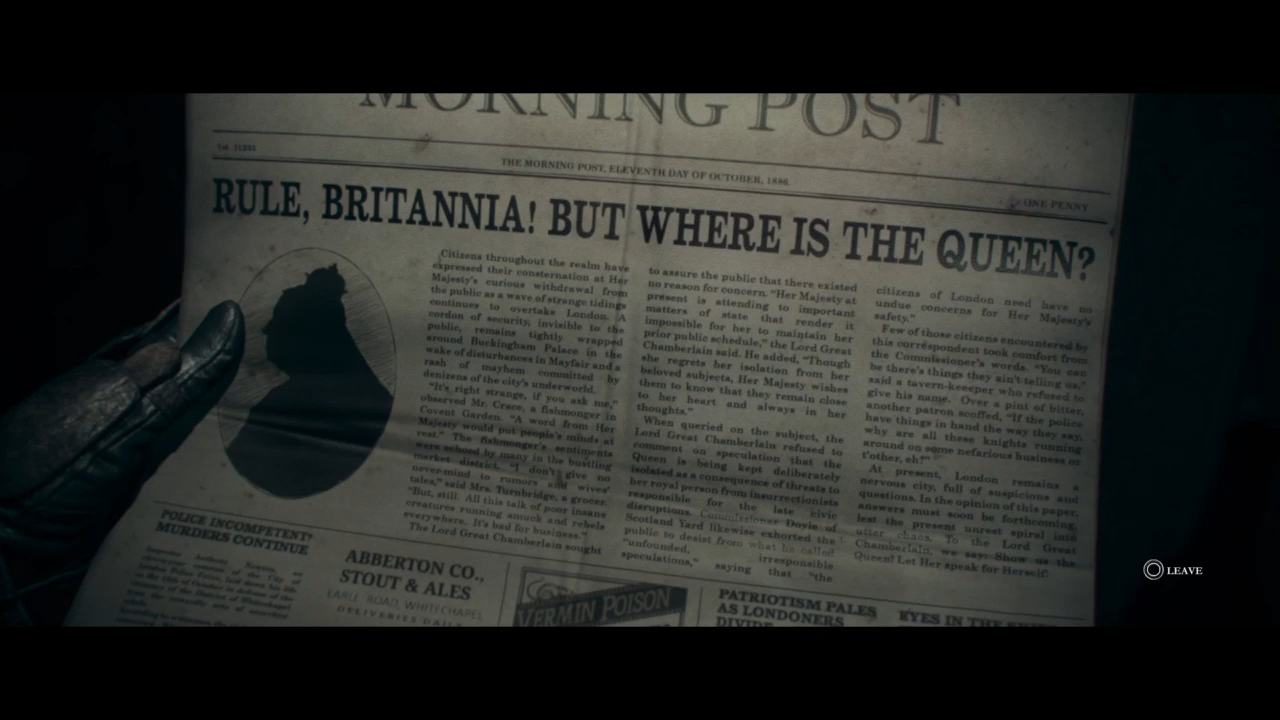 MORNING POST
THE MORNING POST, ELEVENTH DAY OF OCTOBER, 1886.
ONE PENNY
RULE, BRITANNIA! BUT WHERE IS THE QUEEN?
Citizens throughout the realm have
expressed their consternation at Her
Majesty's curious withdrawal from
the public as a wave of strange tidings
continues to overtake London. A
cordon of security, invisible to the
public, remains tightly wrapped
around Buckingham Palace in the
wake of disturbances in Mayfair and a
rash of mayhem committed by
denizens of the city's underworld.
"It's right strange, if you ask me,"
observed Mr. Crace, a fishmonger in
Covent Garden. "A word from Her
Majesty would put people's minds at
rest." The fishmonger's sentiments
were echoed by many in the bustling
market district. "I don't give no
never-mind to rumors and wives'
tales," said Mrs. Turnbridge, a grocer.
"But, still. All this talk of poor insane
creatures running amuck and rebels
everywhere. It's bad for business."
The Lord Great Chamberlain sought
to assure the public that there existed
no reason for concern. "Her Majesty at
present is attending to important
matters of state that render it
impossible for her to maintain her
prior public schedule," the Lord Great
Chamberlain said. He added, "Though
she regrets her isolation from her
beloved subjects, Her Majesty wishes
them to know that they remain close
to her heart and always in her
thoughts."
When queried on the subject, the
Lord Great Chamberlain refused to
comment on speculation that the
Queen is being kept deliberately
isolated as a consequence of threats to
her royal person from insurrectionists
responsible for the late civic
disruptions. Commissioner Doyle of
Scotland Yard likewise exhorted the
public to desist from what he called
"unfounded, irresponsible
speculations," saying that "the
citizens of London need have no
undue concerns for Her Majesty's
safety."
Few of those citizens encountered by
this correspondent took comfort from
the Commissioner's words. "You can
be there's things they ain't telling us,"
said a tavern-keeper who refused to
give his name. Over a pint of bitter,
another patron scoffed, "If the police
have things in hand the way they say,
why are all these knights running
around on some nefarious business or
t'other, eh?"
At present, London remains a
nervous city, full of suspicions and
questions. In the opinion of this paper,
answers must soon be forthcoming,
lest the present unrest spiral into
utter chaos. To the Lord Great
Chamberlain, we say: Show us the
Queen! Let Her speak for Herself!
POLICE INCOMPETENT?
MURDERS CONTINUE
ABBERTON CO.,
STOUT & ALES
EARLE ROAD, WHITECHAPEL
DELIVERIES DAILY
VERMIN POISON
PATRIOTISM PALES
AS LONDONERS
DIVIDE
EYES IN THE
LEAVE